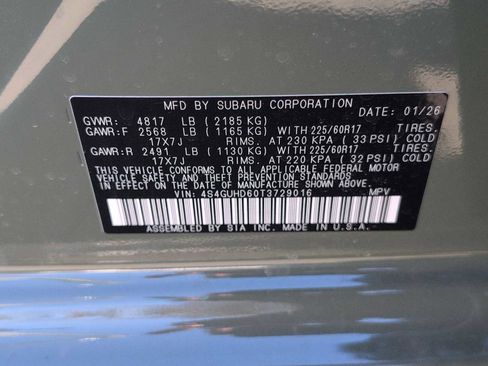 MFD BY SUBARU CORPORATION DATE: 01/26
GVWR: 4817 LB (2185 KG)
GAWR:F 2568 LB (1165 KG) WITH 225/60R17 TIRES.
17X7J RIMS. AT 230 KPA (33 PSI) COLD
GAWR:R 2491 LB (1130 KG) WITH 225/60R17 TIRES.
17X7J RIMS. AT 220 KPA (32 PSI) COLD
THIS VEHICLE CONFORMS TO ALL APPLICABLE FEDERAL MOTOR
VEHICLE SAFETY AND THEFT PREVENTION STANDARDS IN EFFECT
ON THE DATE OF MANUFACTURE SHOWN ABOVE.
VIN: 4S4GUHD60T3729016 MPV
ASSEMBLED BY SIA INC. MADE IN U.S.A.